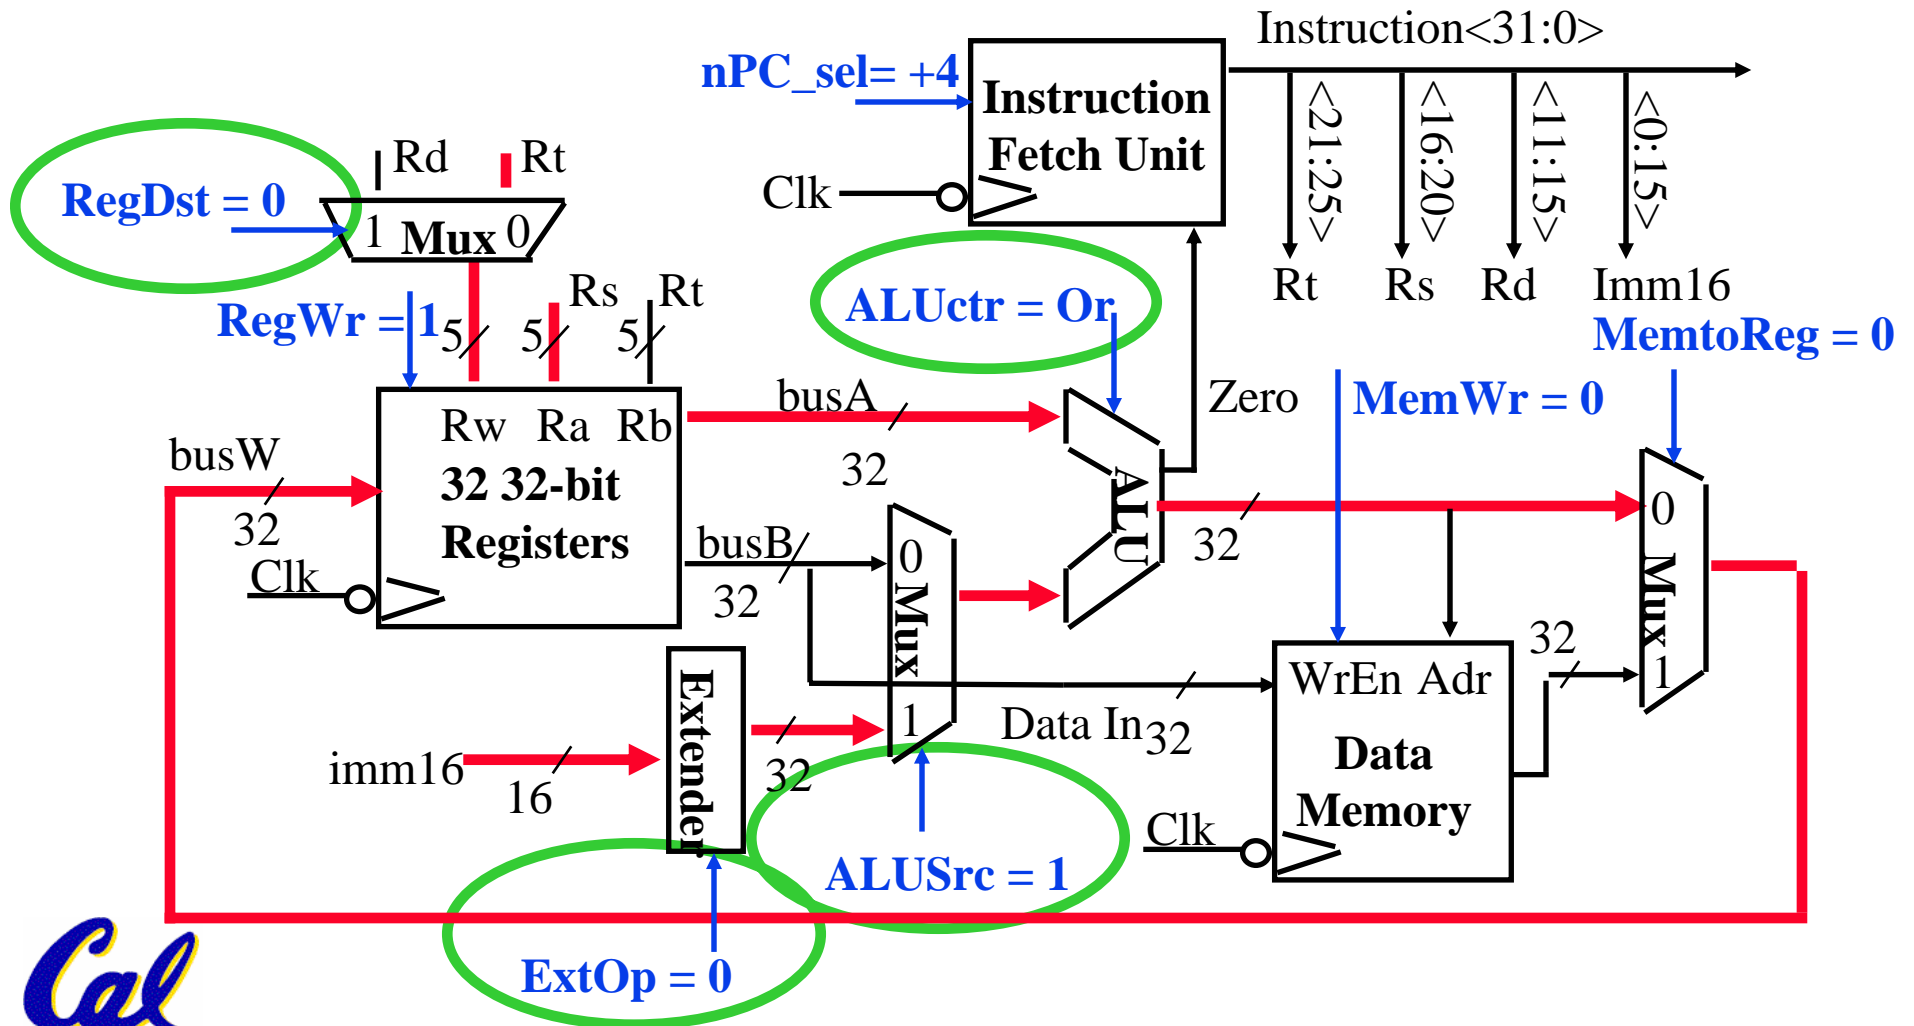 Instruction<31:0>
nPC_sel= +4
Instruction
Fetch Unit
Clk
<21:25>
<16:20>
<11:15>
<0:15>
Rt
Rs
Rd
Imm16
Rd
Rt
RegDst = 0
1 Mux 0
RegWr = 1
5
5
5
Rs
Rt
ALUctr = Or
MemtoReg = 0
MemWr = 0
Zero
busA
32
Rw Ra Rb
32 32-bit
Registers
busW
32
Clk
busB
32
0
Mux
1
ALU
32
0
Mux
1
32
WrEn Adr
Data
Memory
Data In
32
Clk
imm16
16
Extender
32
ALUSrc = 1
ExtOp = 0
Cal